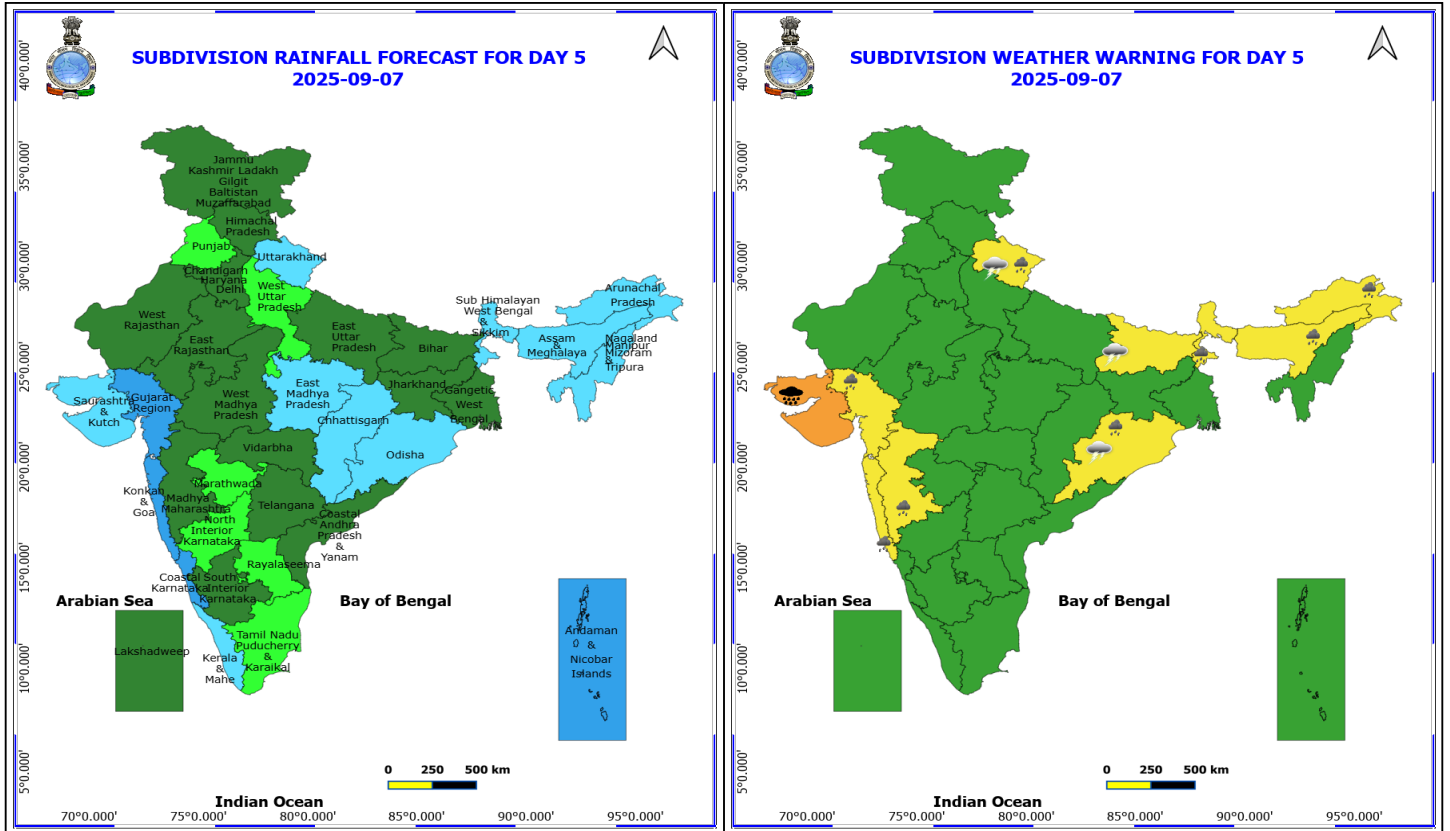 SUBDIVISION RAINFALL FORECAST FOR DAY 5
2025-09-07
40°0.000'
35°0.000'
30°0.000'
25°0.000'
20°0.000'
15°0.000'
10°0.000'
5°0.000'
Jammu
Kashmir Ladakh
Gilgit
Baltistan
Muzaffarabad
Himachal
Pradesh
Punjab
Uttarakhand
Chandigarh
Haryana
Delhi
West
Uttar
Pradesh
West
Rajasthan
East
Rajasthan
East
Uttar
Pradesh
Bihar
Sub Himalayan
West Bengal
&
Sikkim
Arunachal
Pradesh
Assam
&
Meghalaya
Nagaland
Manipur
Mizoram
&
Tripura
Saurashtra
&
Kutch
Gujarat
Region
West
Madhya
Pradesh
East
Madhya
Pradesh
Jharkhand
Gangetic
West
Bengal
Chhattisgarh
Odisha
Vidarbha
Konkan
&
Goa
Madhya
Maharashtra
Marathwada
Telangana
North
Interior
Karnataka
Coastal
Andhra
Pradesh
&
Yanam
Rayalaseema
Coastal
Karnataka
South
Interior
Karnataka
Arabian Sea
Bay of Bengal
Lakshadweep
Kerala
&
Mahe
Tamil Nadu
Puducherry
&
Karaikal
Andaman
&
Nicobar
Islands
0 250 500 km
Indian Ocean
70°0.000' 75°0.000' 80°0.000' 85°0.000' 90°0.000' 95°0.000'
SUBDIVISION WEATHER WARNING FOR DAY 5
2025-09-07
40°0.000'
35°0.000'
30°0.000'
25°0.000'
20°0.000'
15°0.000'
10°0.000'
5°0.000'
Arabian Sea
Bay of Bengal
0 250 500 km
Indian Ocean
70°0.000' 75°0.000' 80°0.000' 85°0.000' 90°0.000' 95°0.000'